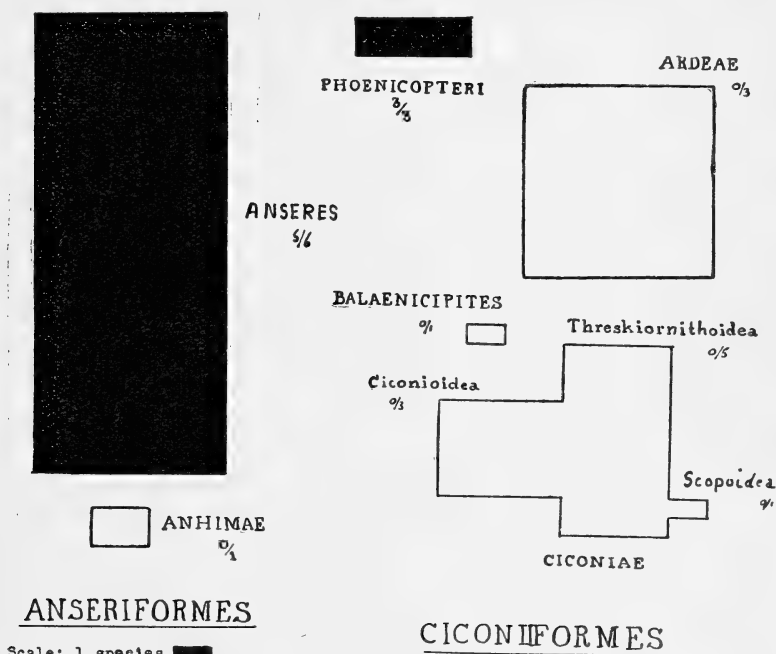 ARDEAE
0/3
PHOENICOPTERI
3/3
ANSERES
5/6
BALAENICIPITES
0/1
Threskiornithoidea
0/5
Ciconioidea
0/3
Scopoidea
0/1
ANHIMAE
0/1
CICONIAE
ANSERIFORMES
CICONIIFORMES
Scale: 1 species